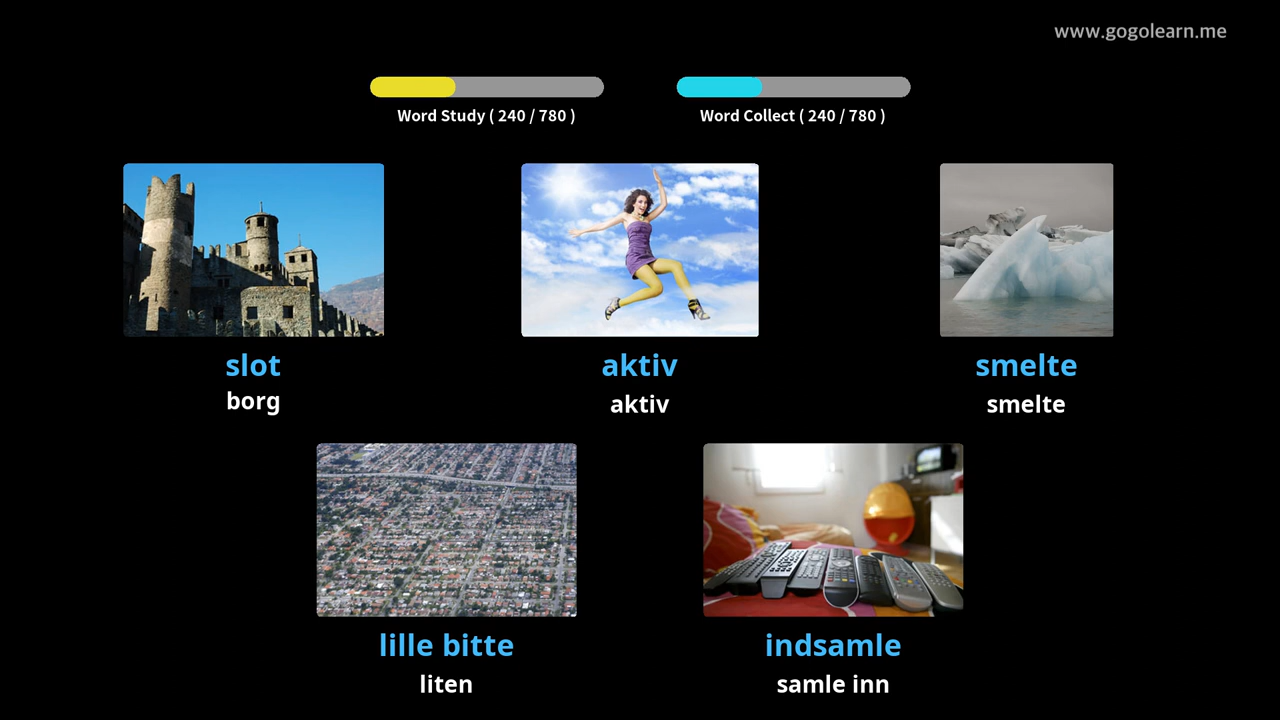 www.gogolearn.me
Word Study ( 240 / 780 )
Word Collect ( 240 / 780 )
slot
borg
aktiv
aktiv
smelte
smelte
lille bitte
liten
indsamle
samle inn